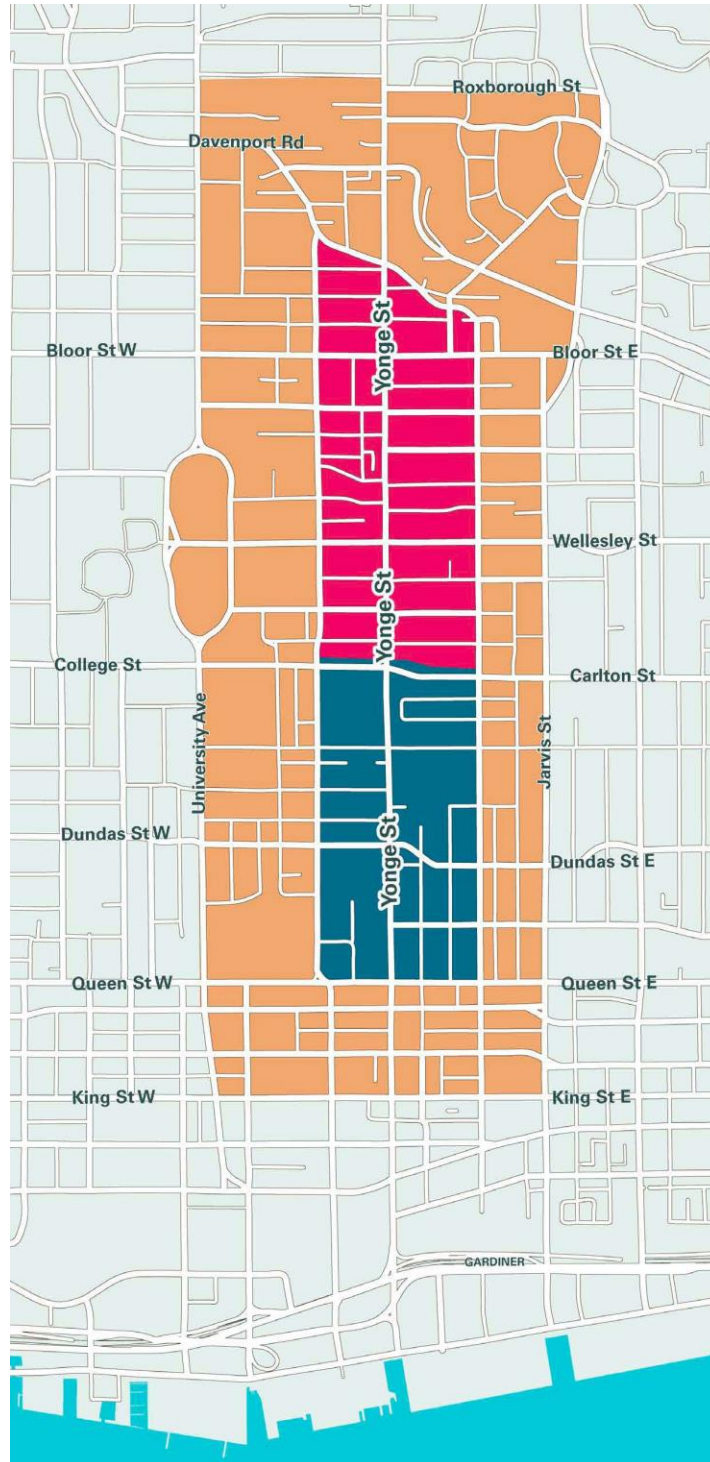 Roxborough St
Davenport Rd
Yonge St
Bloor St W
Bloor St E
Wellesley St
Yonge St
College St
Carlton St
University Ave
Jarvis St
Dundas St W
Yonge St
Dundas St E
Queen St W
Queen St E
King St W
King St E
GARDINER